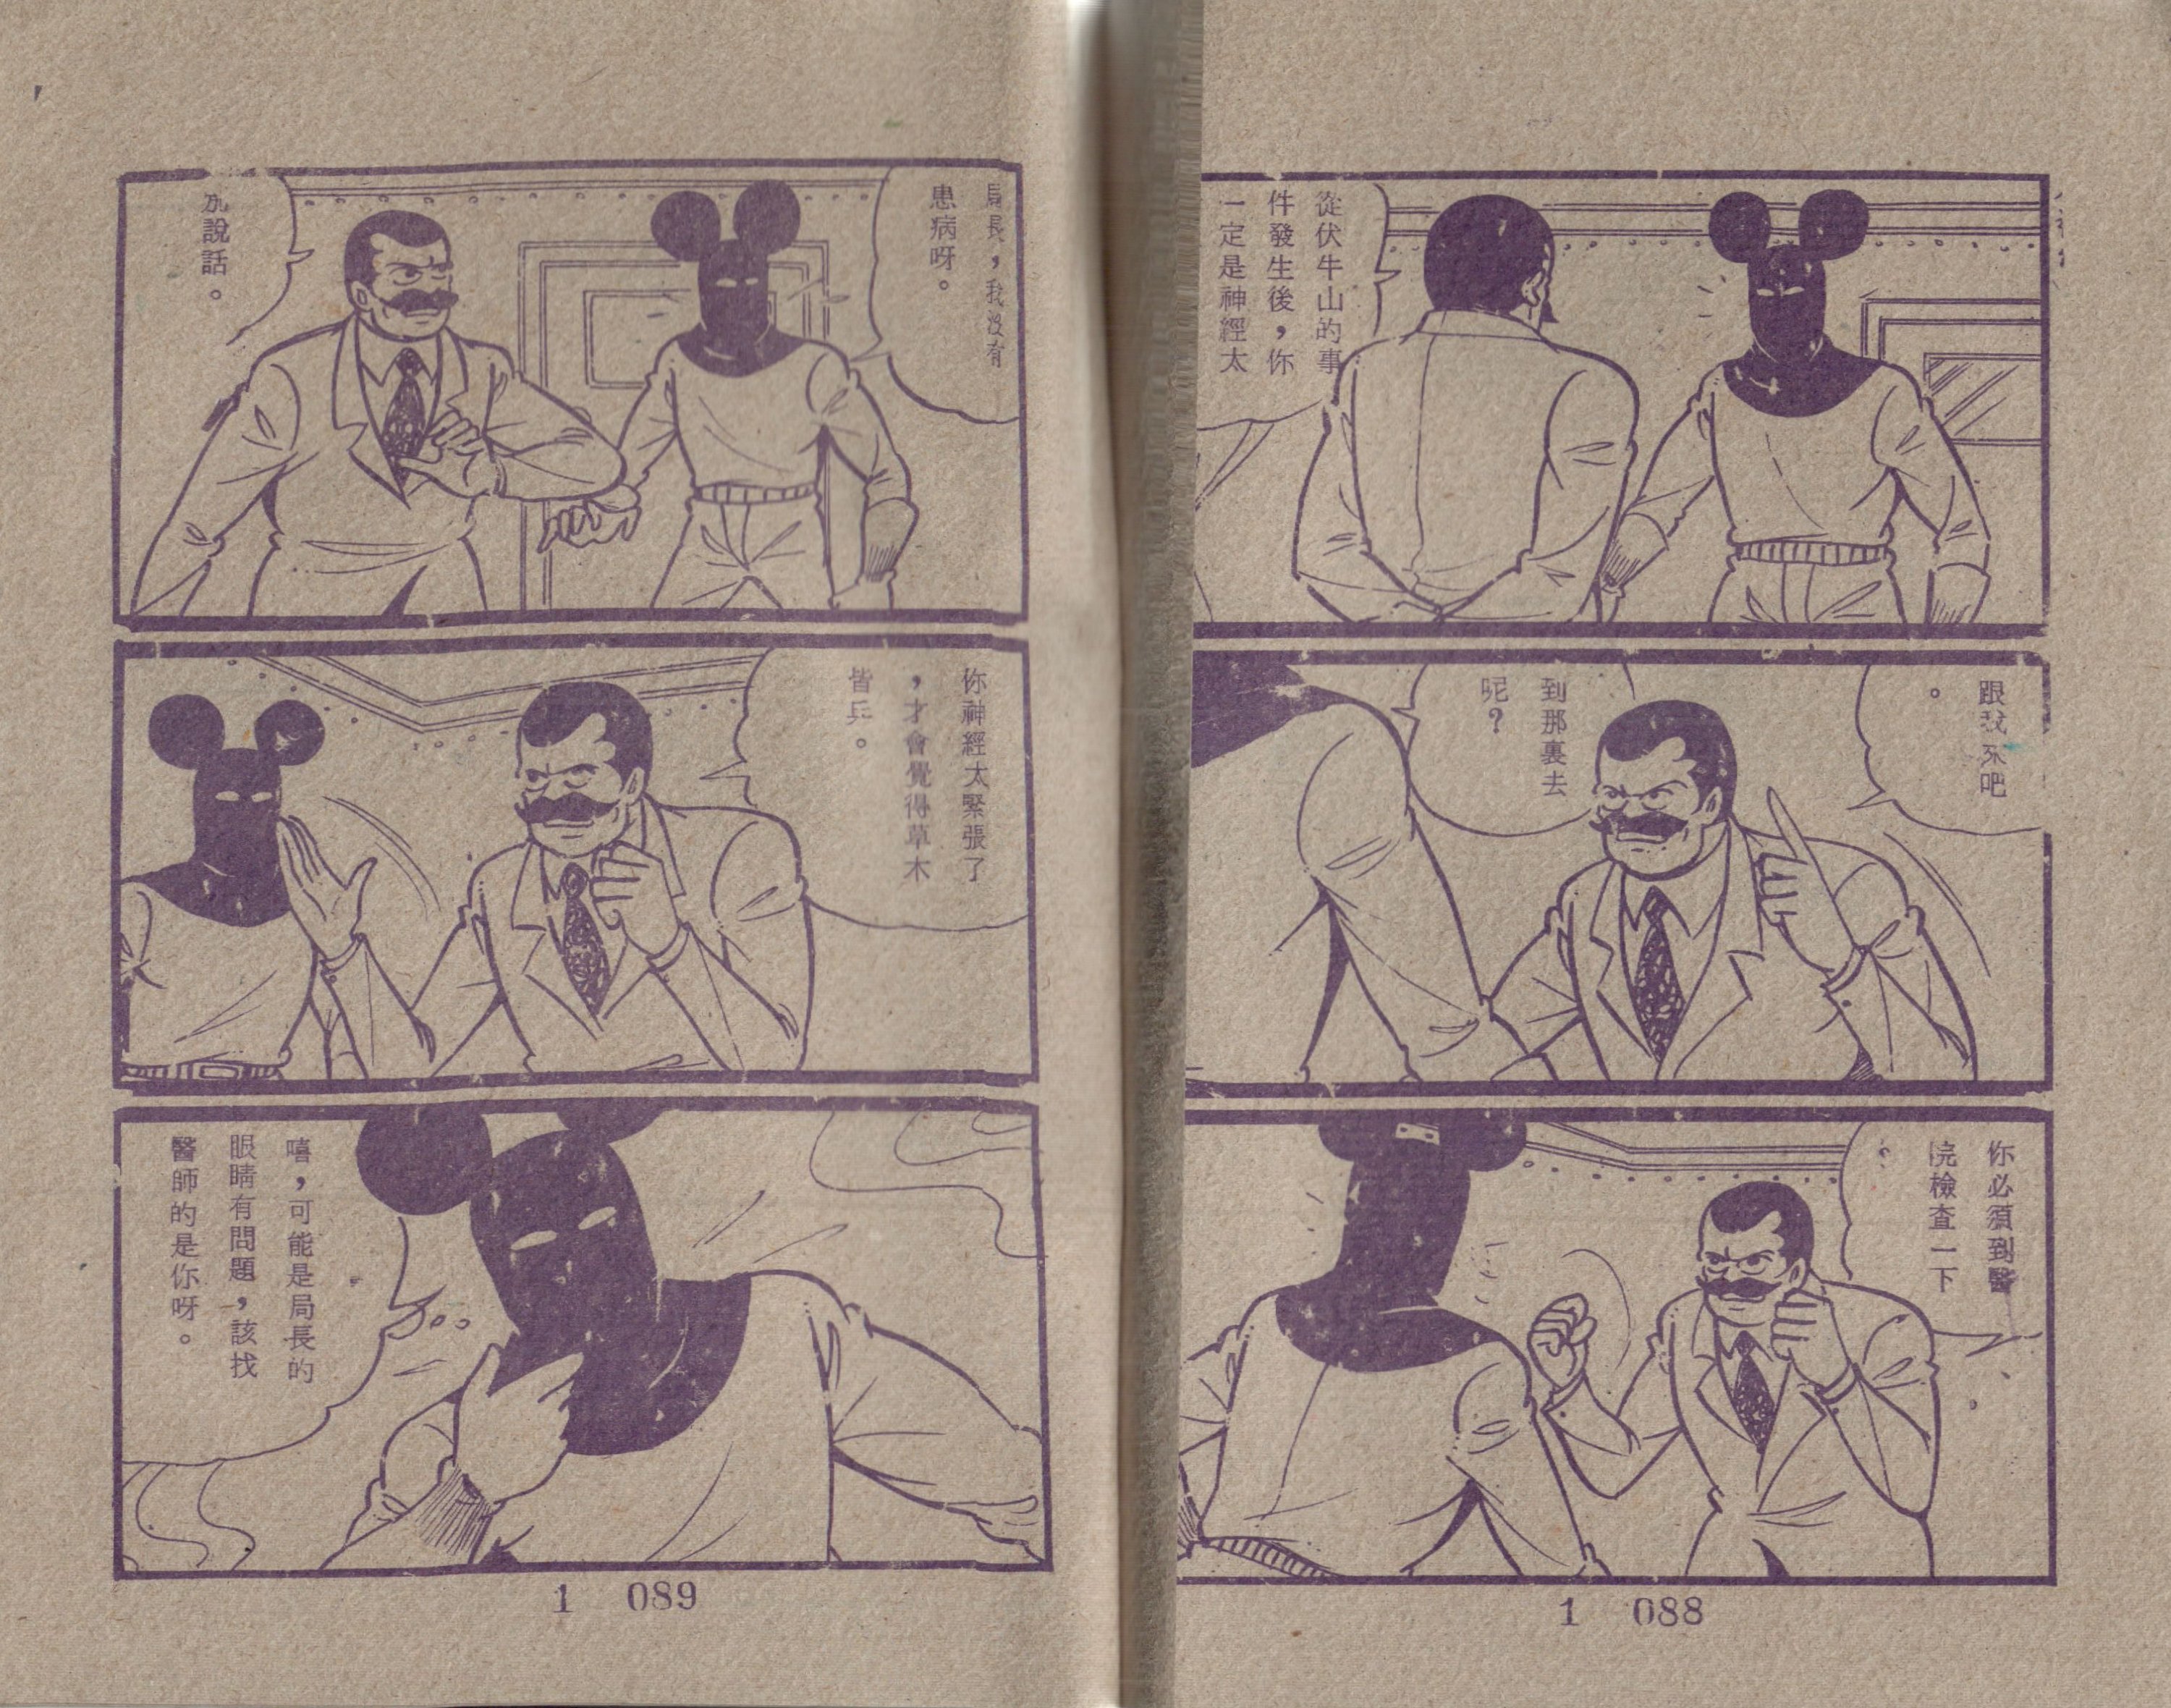 從伏牛山的事
件發生後，你
一定是神經太
跟我來吧
。
到那裏去
呢？
你必須到醫
院檢查一下
1 088
局長，我沒有
患病呀。
說話。
你神經太緊張了
，才會覺得草木
皆兵。
嘻，可能是局長的
眼睛有問題，該找
醫師的是你呀。
1 089